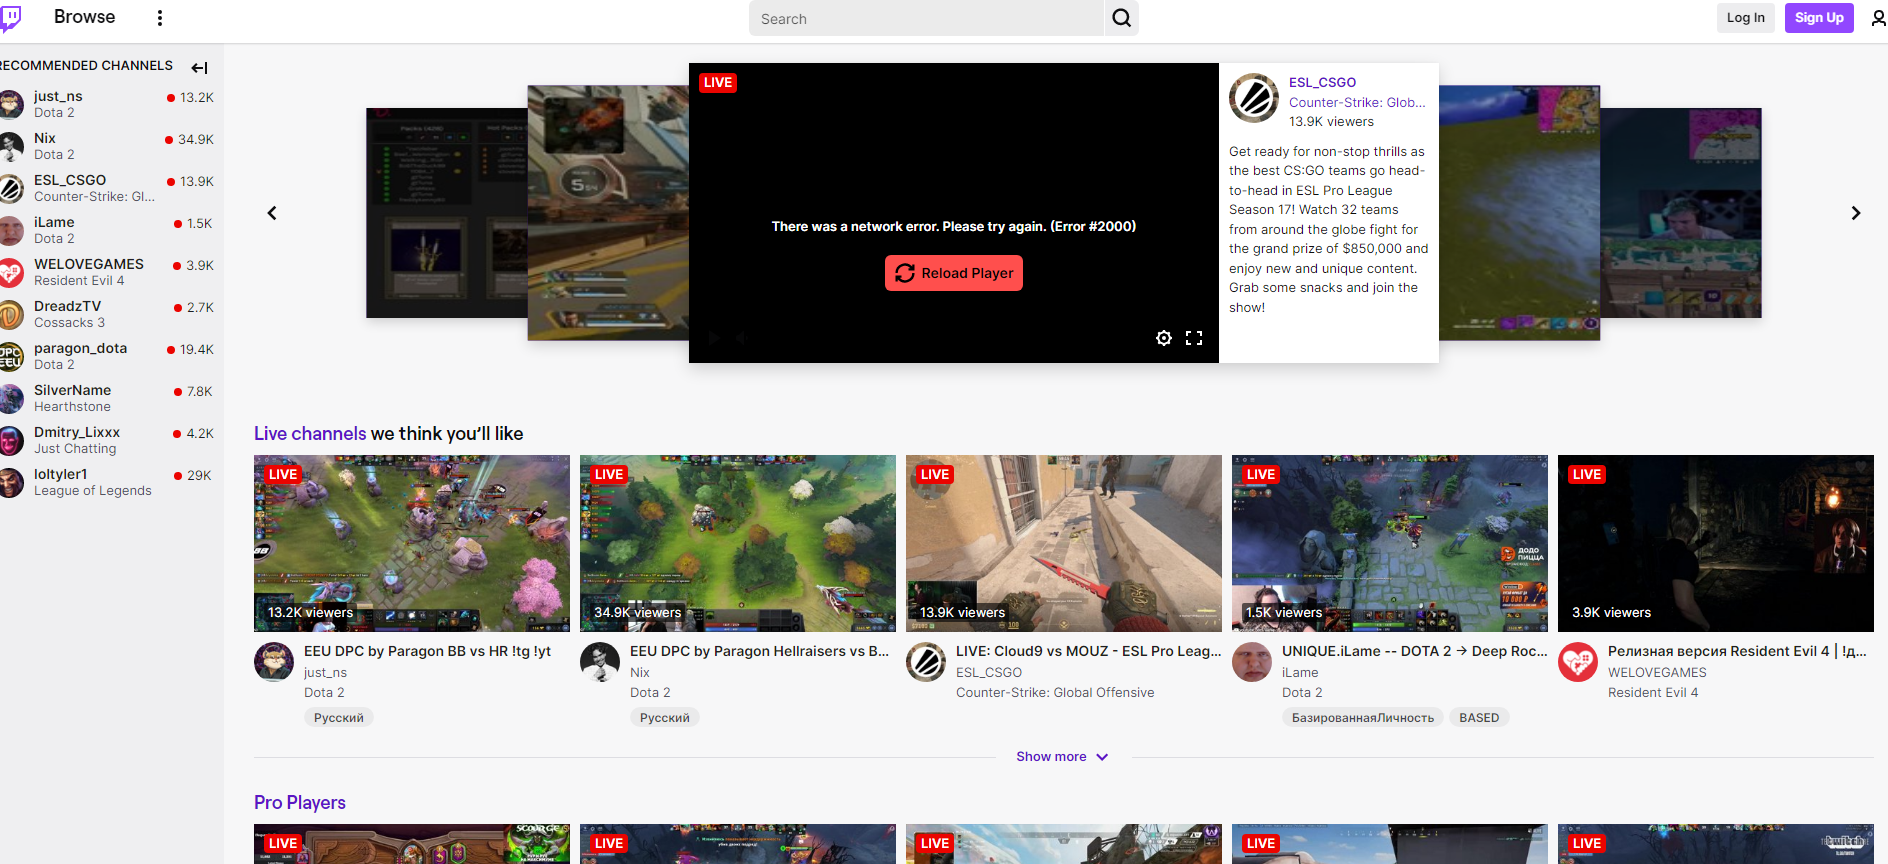 Browse
Search
Log In
Sign Up
RECOMMENDED CHANNELS
just_ns
13.2K
Dota 2
Nix
34.9K
Dota 2
ESL_CSGO
13.9K
Counter-Strike: Gl...
iLame
1.5K
Dota 2
WELOVEGAMES
3.9K
Resident Evil 4
DreadzTV
2.7K
Cossacks 3
paragon_dota
19.4K
Dota 2
SilverName
7.8K
Hearthstone
Dmitry_Lixxx
4.2K
Just Chatting
loltyler1
29K
League of Legends
LIVE
There was a network error. Please try again. (Error #2000)
Reload Player
ESL_CSGO
Counter-Strike: Glob...
13.9K viewers
Get ready for non-stop thrills as
the best CS:GO teams go head-
to-head in ESL Pro League
Season 17! Watch 32 teams
from around the globe fight for
the grand prize of $850,000 and
enjoy new and unique content.
Grab some snacks and join the
show!
Live channels we think you'll like
LIVE
13.2K viewers
EEU DPC by Paragon BB vs HR !tg !yt
just_ns
Dota 2
Русский
LIVE
34.9K viewers
EEU DPC by Paragon Hellraisers vs B...
Nix
Dota 2
Русский
LIVE
13.9K viewers
LIVE: Cloud9 vs MOUZ - ESL Pro Leag...
ESL_CSGO
Counter-Strike: Global Offensive
LIVE
ДОДО
ПИЦЦА
1.5K viewers
UNIQUE.iLame -- DOTA 2 → Deep Roc...
iLame
Dota 2
БазированнаяЛичность
BASED
LIVE
3.9K viewers
Релизная версия Resident Evil 4 | !д...
WELOVEGAMES
Resident Evil 4
Show more
Pro Players
LIVE
SCOURGE
LIVE
LIVE
LIVE
LIVE
twitch